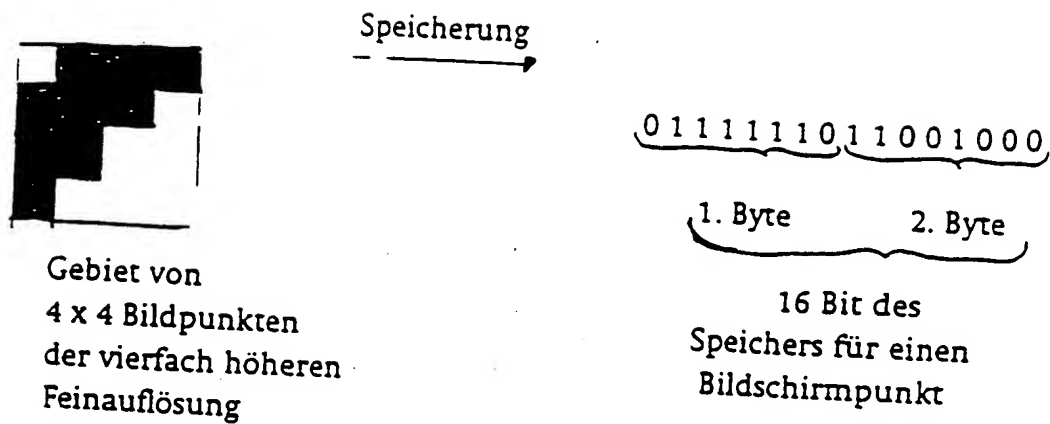 Speicherung
0 1 1 1 1 1 1 0 1 1 0 0 1 0 0 0
1. Byte 2. Byte
Gebiet von
4 x 4 Bildpunkten
der vierfach höheren
Feinauflösung
16 Bit des
Speichers für einen
Bildschirmpunkt